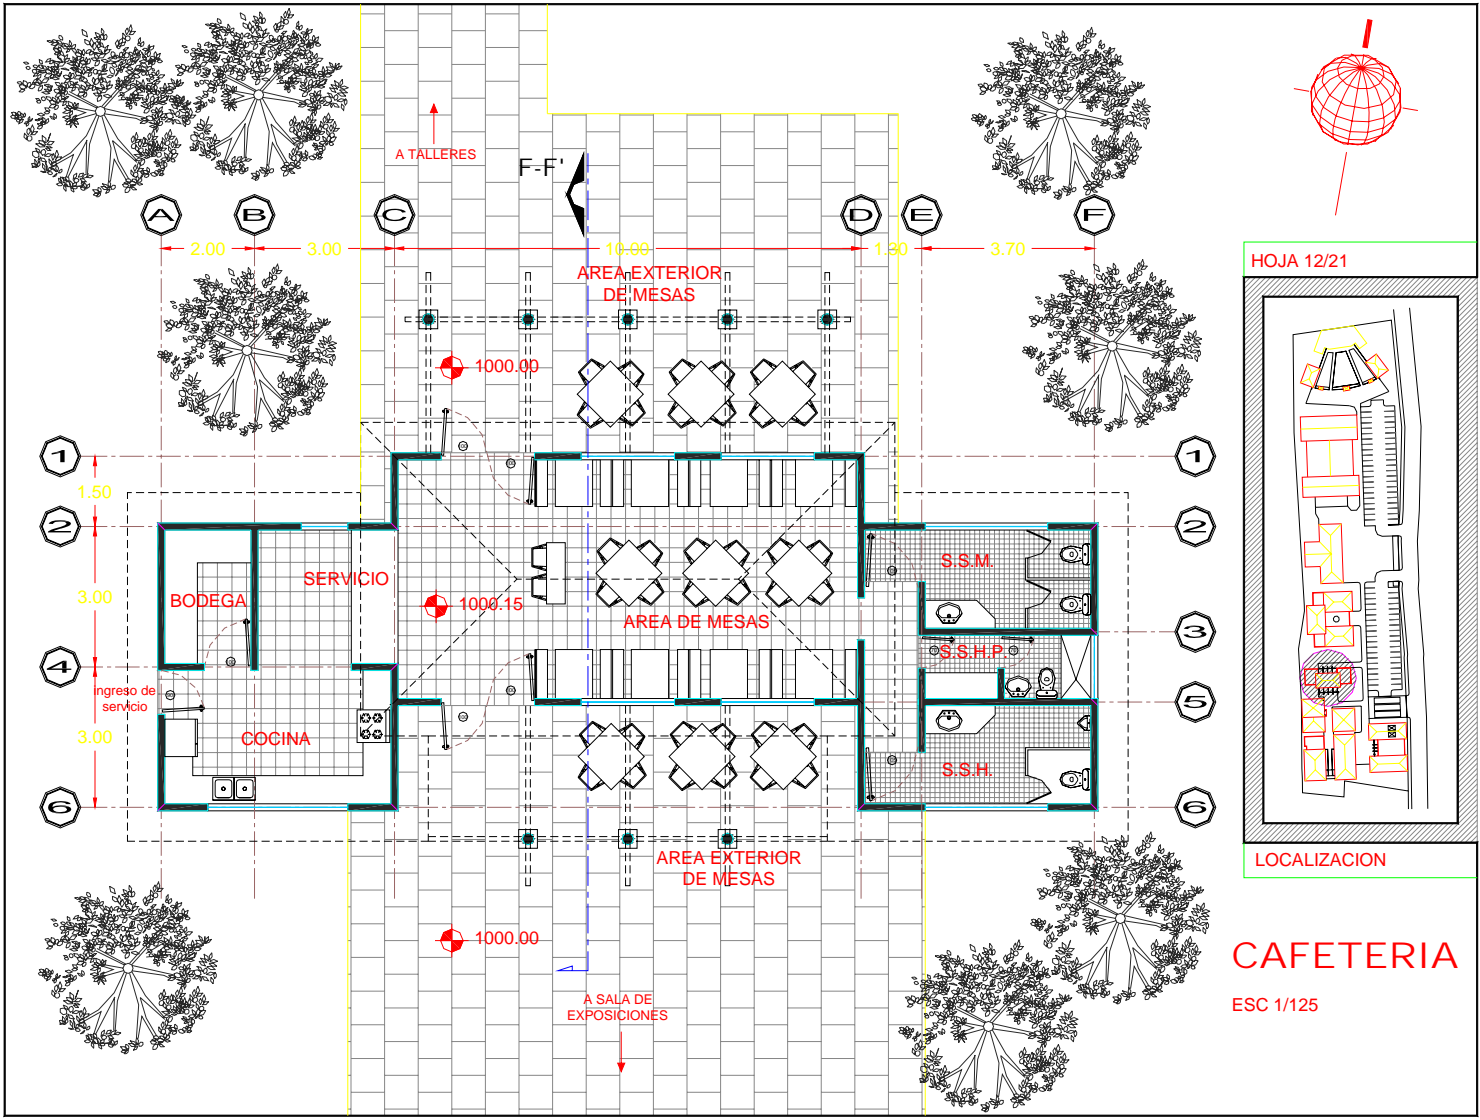 A TALLERES
F-F'
A
B
C
D
E
F
2.00
3.00
10.00
1.30
3.70
HOJA 12/21
AREA EXTERIOR
DE MESAS
1000.00
1
1
1.50
2
2
SERVICIO
S.S.M.
BODEGA
3.00
1000.15
AREA DE MESAS
3
S.S.H.P.
4
ingreso de
servicio
5
3.00
COCINA
S.S.H.
6
6
AREA EXTERIOR
DE MESAS
LOCALIZACION
1000.00
CAFETERIA
A SALA DE
EXPOSICIONES
ESC 1/125